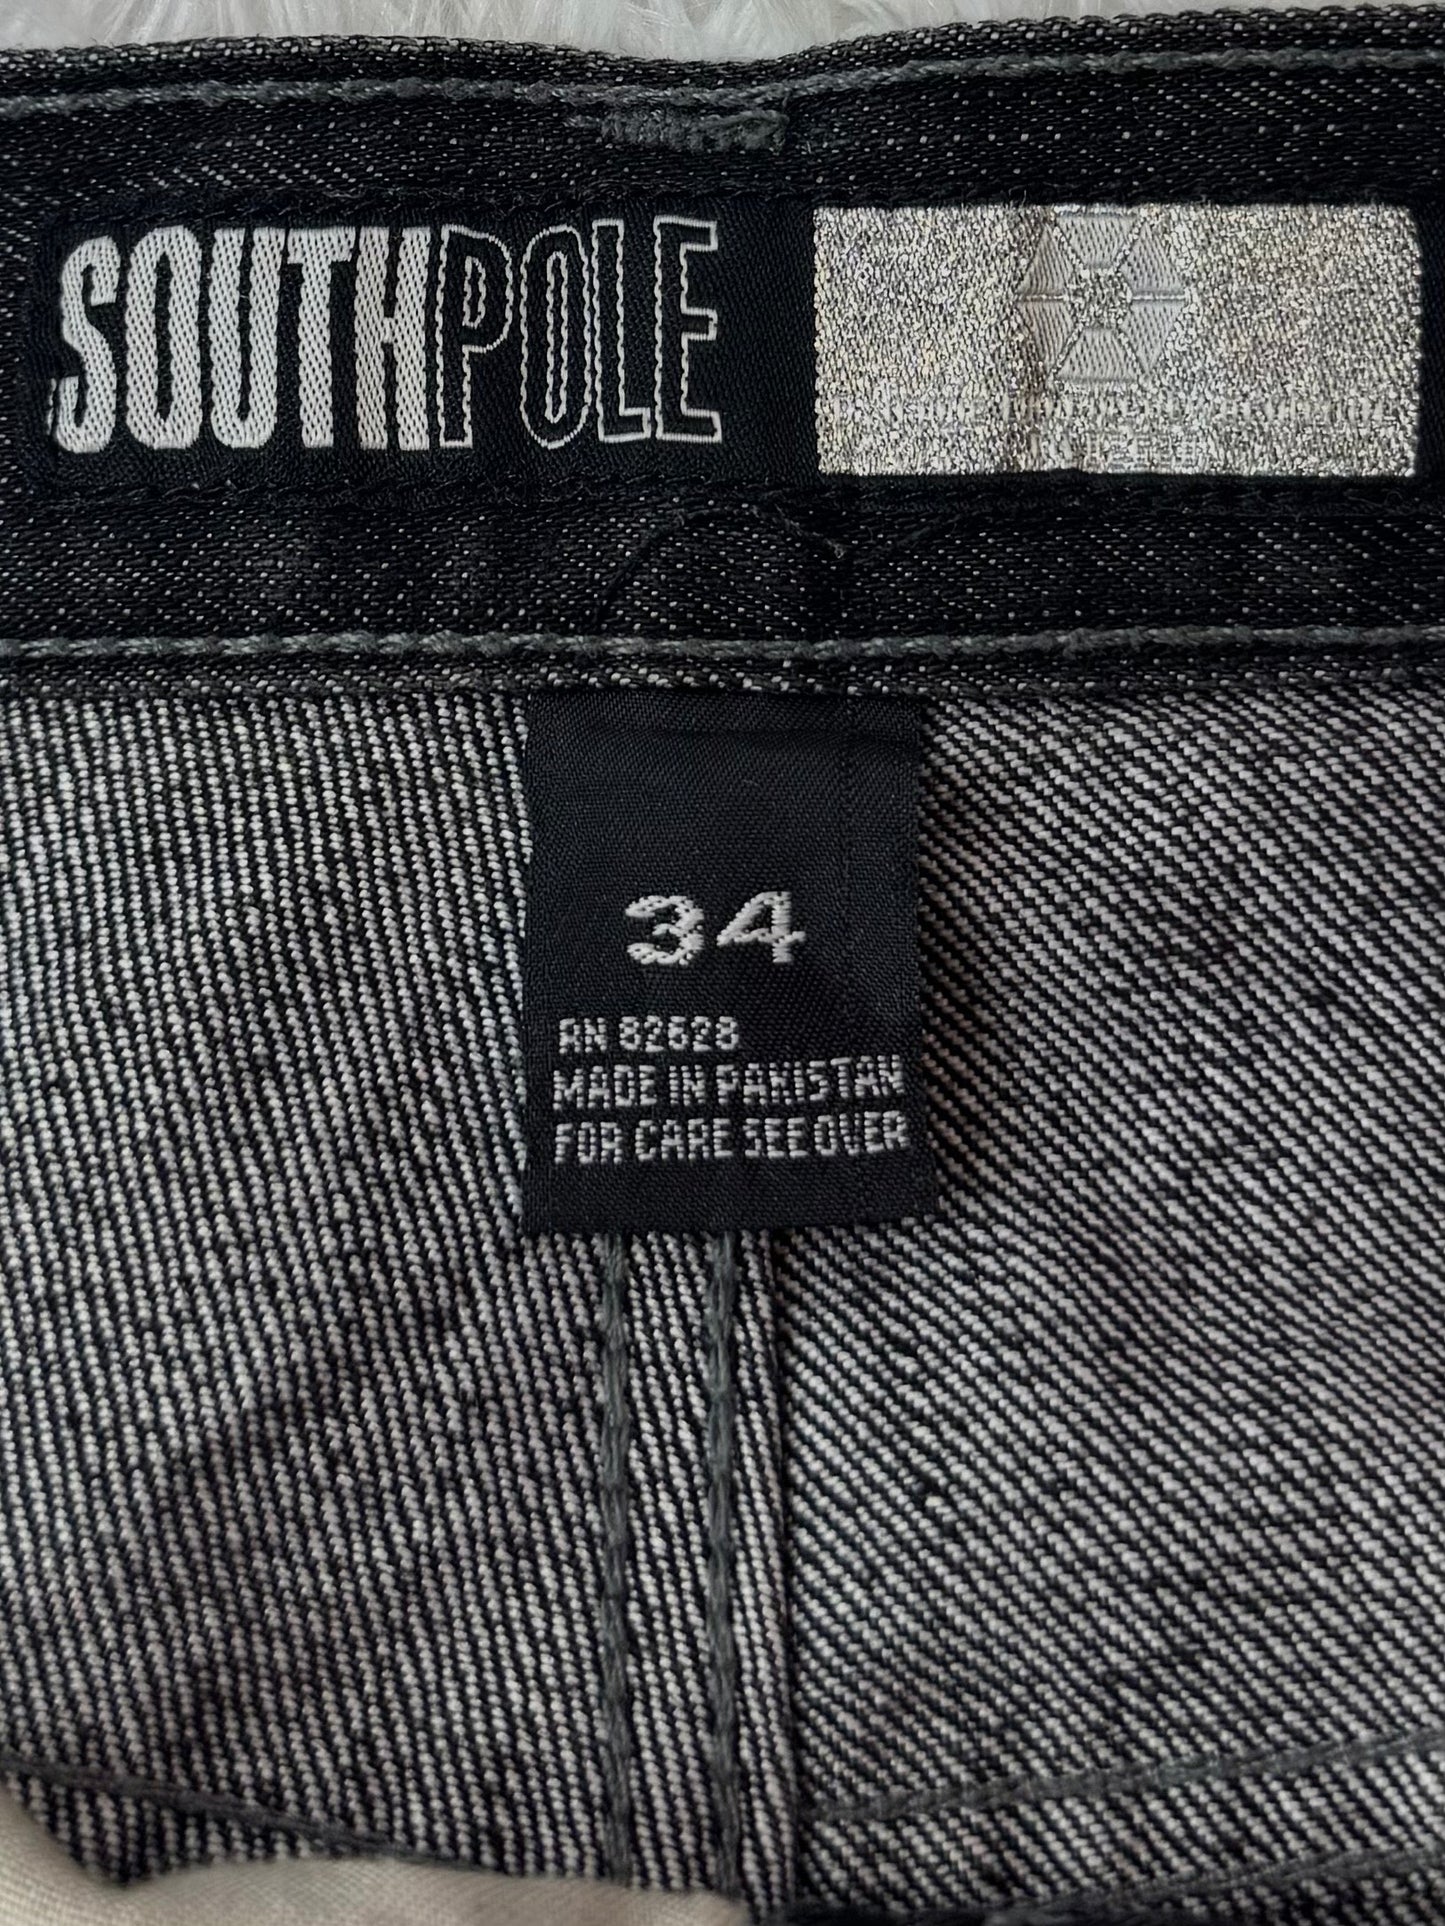 SOUTHPOLE
34
RN 82628
MADE IN PAKISTAN
FOR CARE SEE OVER